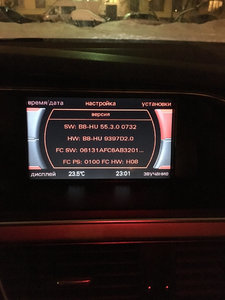 время/дата настройка установки
версия
SW: B8-HU 55.3.0 0732
HW: B8-HU 9397D2.0
FC SW: 06131AFC8AB3201...
FC PS: 0100 FC HW: H08
дисплей 23.5°C 23:01 звучание